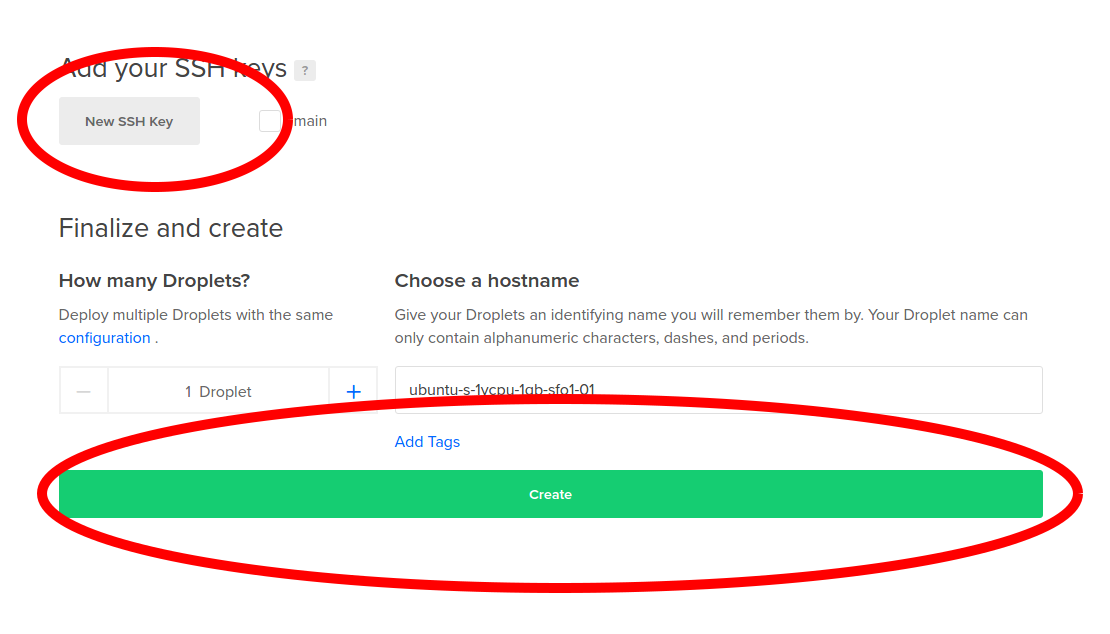 Add your SSH keys ?
New SSH Key
main
Finalize and create
How many Droplets?
Deploy multiple Droplets with the same
configuration .
1 Droplet
Choose a hostname
Give your Droplets an identifying name you will remember them by. Your Droplet name can
only contain alphanumeric characters, dashes, and periods.
ubuntu-s-1vcpu-1gb-sfo1-01
Add Tags
Create